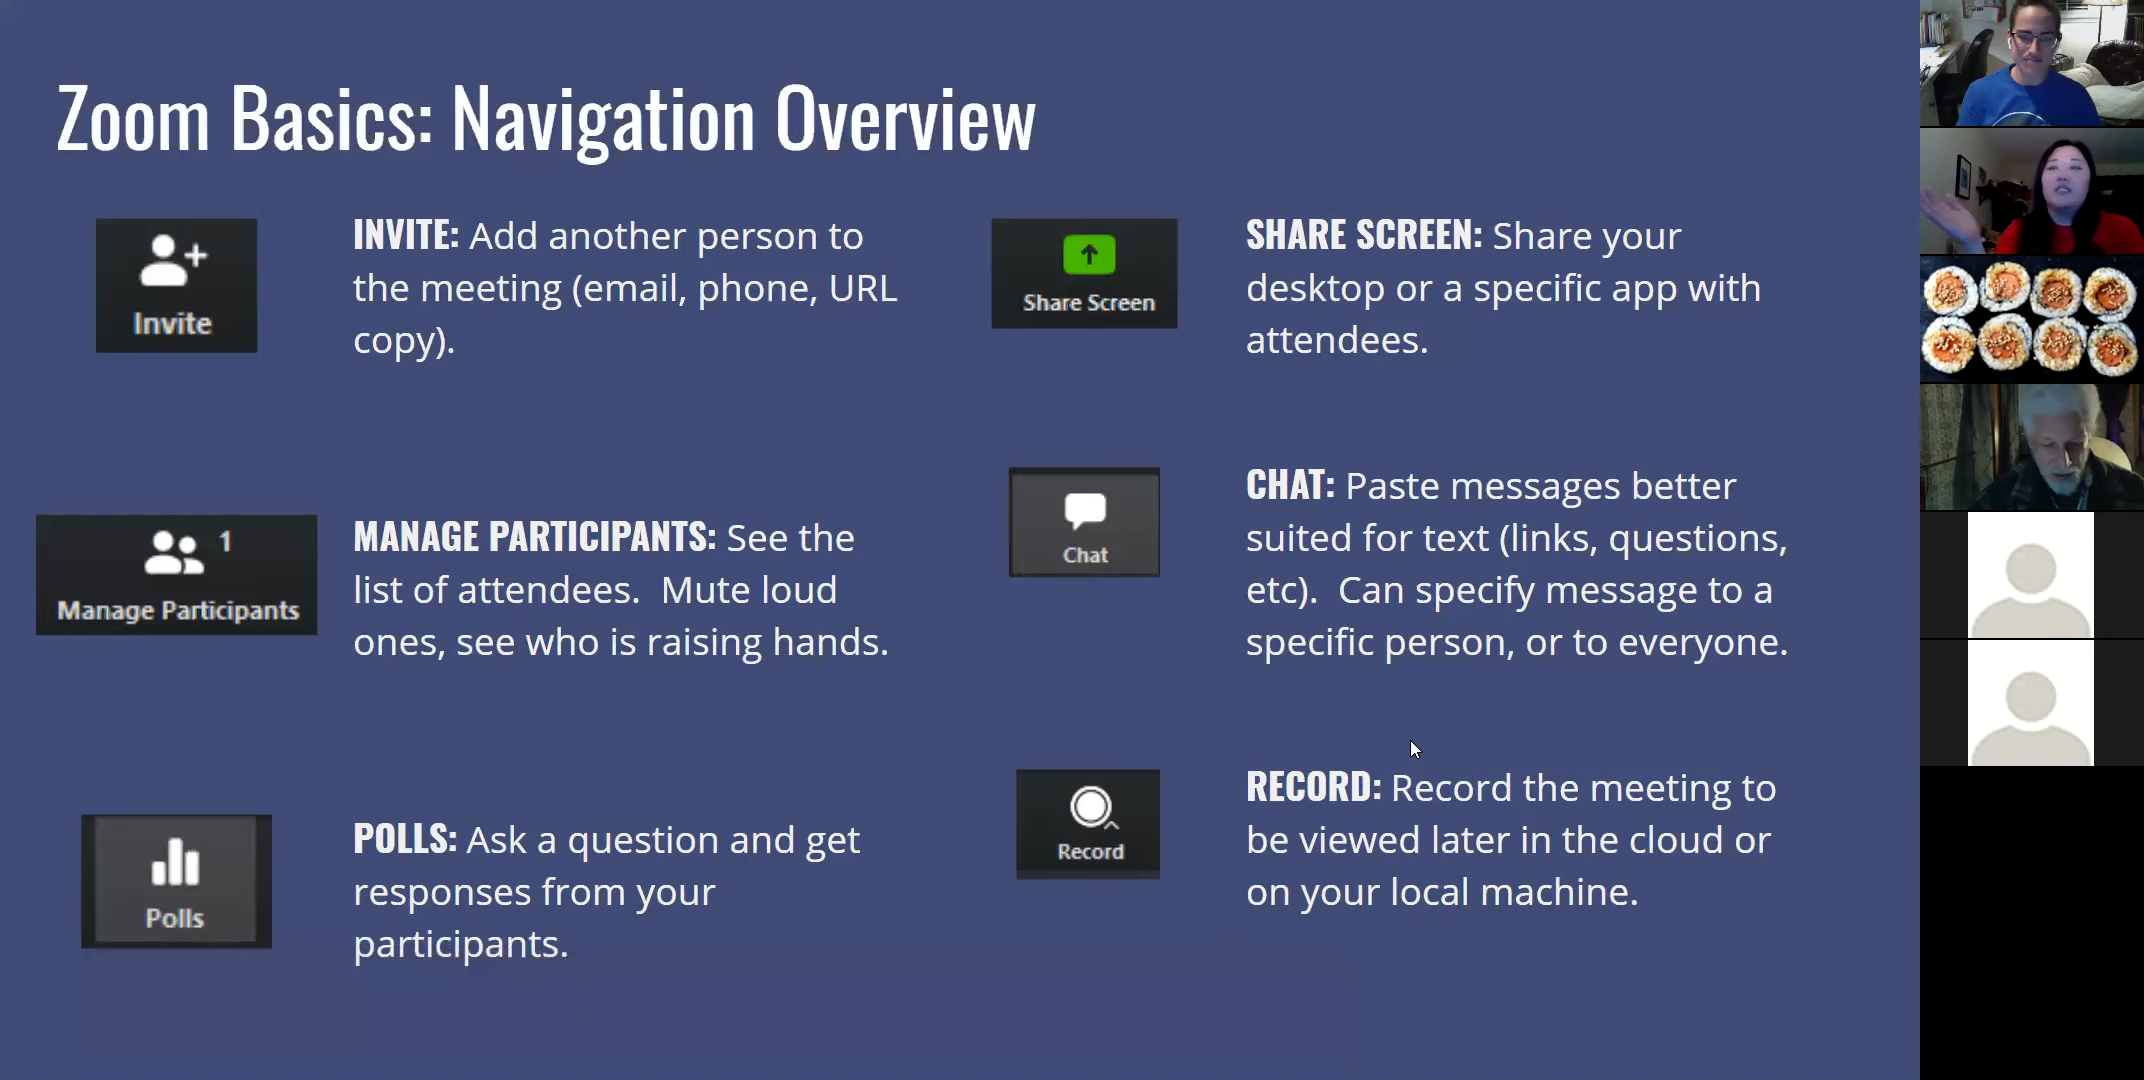 Zoom Basics: Navigation Overview
Invite
INVITE: Add another person to
the meeting (email, phone, URL
copy).
1
Manage Participants
MANAGE PARTICIPANTS: See the
list of attendees.  Mute loud
ones, see who is raising hands.
Polls
POLLS: Ask a question and get
responses from your
participants.
Share Screen
SHARE SCREEN: Share your
desktop or a specific app with
attendees.
Chat
CHAT: Paste messages better
suited for text (links, questions,
etc).  Can specify message to a
specific person, or to everyone.
Record
RECORD: Record the meeting to
be viewed later in the cloud or
on your local machine.